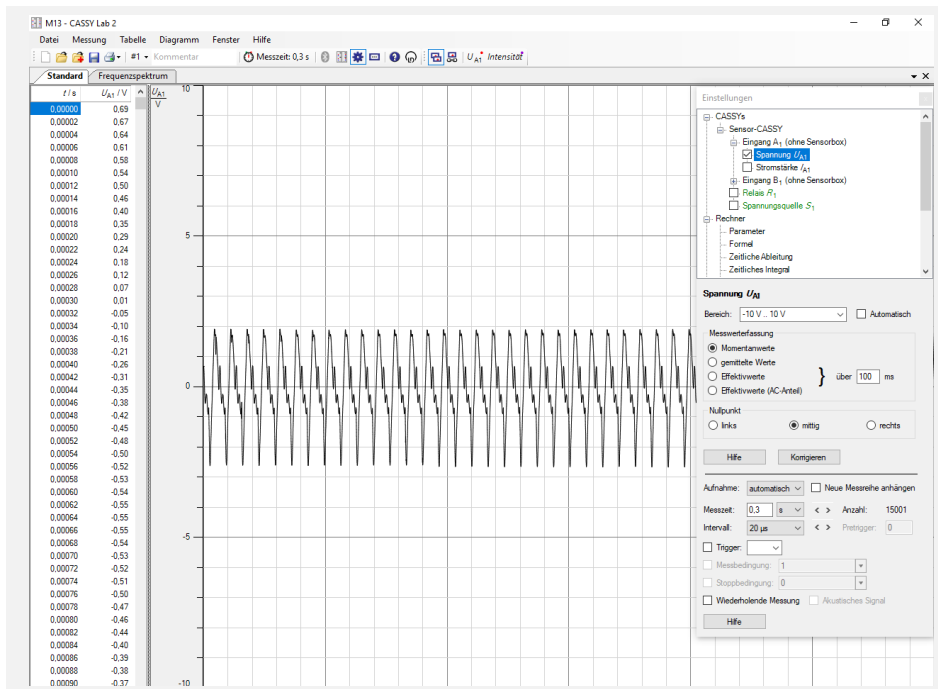 M13 - CASSY Lab 2
Datei Messung Tabelle Diagramm Fenster Hilfe
#1 Kommentar Messzeit: 0,3 s UA1 Intensität
Standard Frequenzspektrum
t / s UA1 / V
0,00000 0,69
0,00002 0,67
0,00004 0,64
0,00006 0,61
0,00008 0,58
0,00010 0,54
0,00012 0,50
0,00014 0,46
0,00016 0,40
0,00018 0,35
0,00020 0,29
0,00022 0,24
0,00024 0,18
0,00026 0,12
0,00028 0,07
0,00030 0,01
0,00032 -0,05
0,00034 -0,10
0,00036 -0,16
0,00038 -0,21
0,00040 -0,26
0,00042 -0,31
0,00044 -0,35
0,00046 -0,38
0,00048 -0,42
0,00050 -0,45
0,00052 -0,48
0,00054 -0,50
0,00056 -0,52
0,00058 -0,53
0,00060 -0,54
0,00062 -0,55
0,00064 -0,55
0,00066 -0,55
0,00068 -0,54
0,00070 -0,53
0,00072 -0,52
0,00074 -0,51
0,00076 -0,50
0,00078 -0,47
0,00080 -0,46
0,00082 -0,44
0,00084 -0,40
0,00086 -0,39
0,00088 -0,38
0,00090 -0,37
UA1
V
10
5
0
-5
-10
Einstellungen
CASSYs
Sensor-CASSY
Eingang A1 (ohne Sensorbox)
Spannung UA1
Stromstärke IA1
Eingang B1 (ohne Sensorbox)
Relais R1
Spannungsquelle S1
Rechner
Parameter
Formel
Zeitliche Ableitung
Zeitliches Integral
Spannung UA1
Bereich: -10 V .. 10 V Automatisch
Messwerterfassung
Momentanwerte
gemittelte Werte
Effektivwerte
Effektivwerte (AC-Anteil)
} über 100 ms
Nullpunkt
links mittig rechts
Hilfe Korrigieren
Aufnahme: automatisch Neue Messreihe anhängen
Messzeit: 0,3 s < > Anzahl: 15001
Intervall: 20 µs < > Pretrigger: 0
Trigger:
Messbedingung: 1
Stoppbedingung: 0
Wiederholende Messung Akustisches Signal
Hilfe